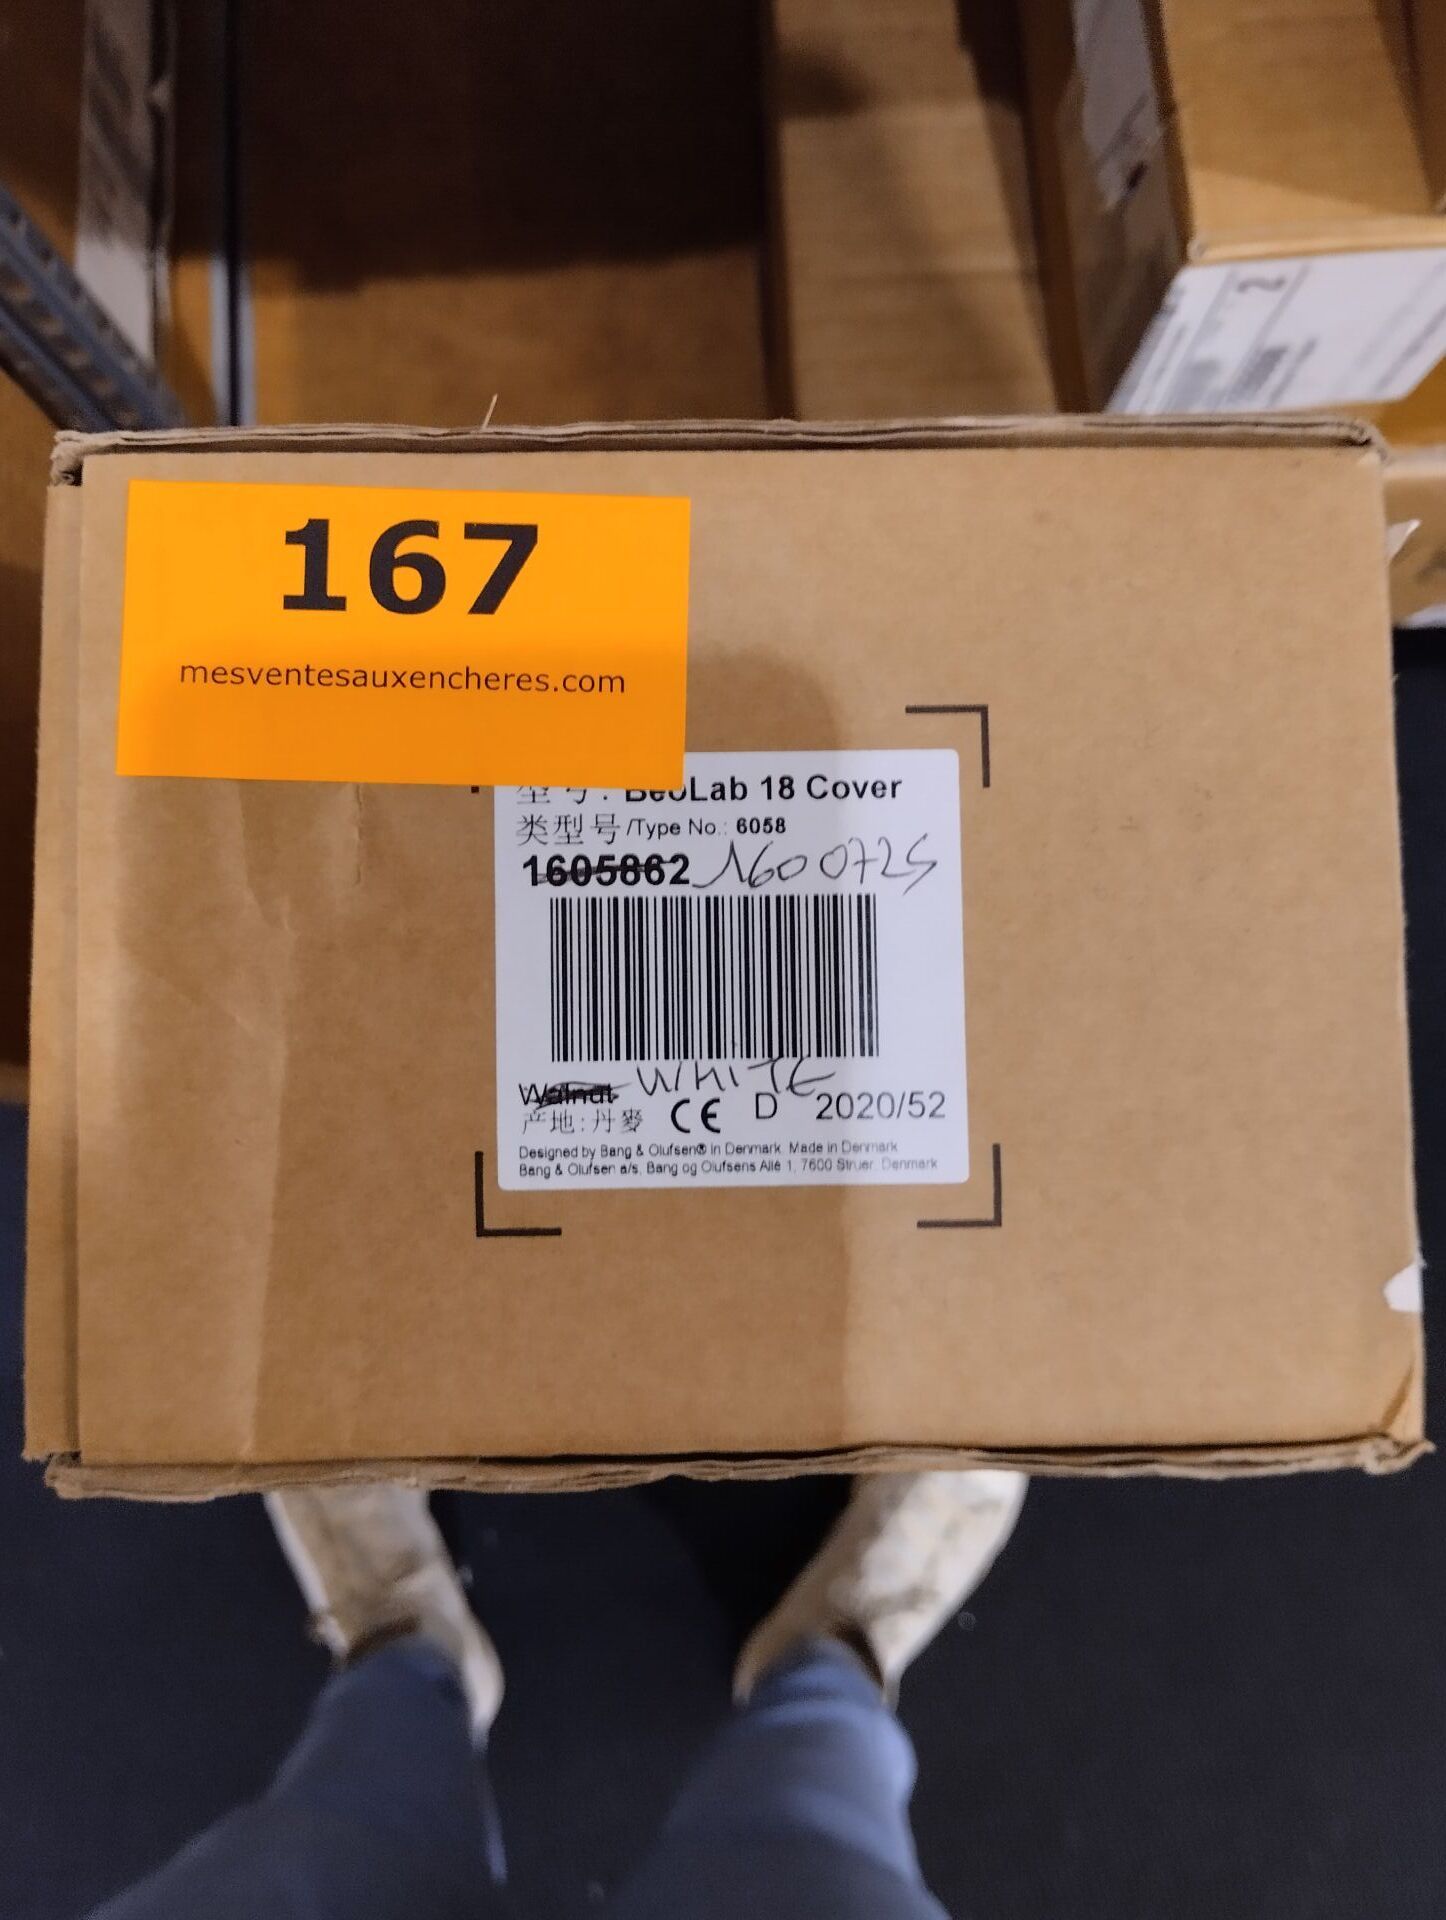 167
mesventesauxencheres.com
型号: BeoLab 18 Cover
类型号/Type No.: 6058
1605862 1600725
WHITE
Walnut
产地:丹麥 CE D 2020/52
Designed by Bang & Olufsen® in Denmark. Made in Denmark
Bang & Olufsen a/s, Bang og Olufsens Allé 1, 7600 Struer. Denmark
2